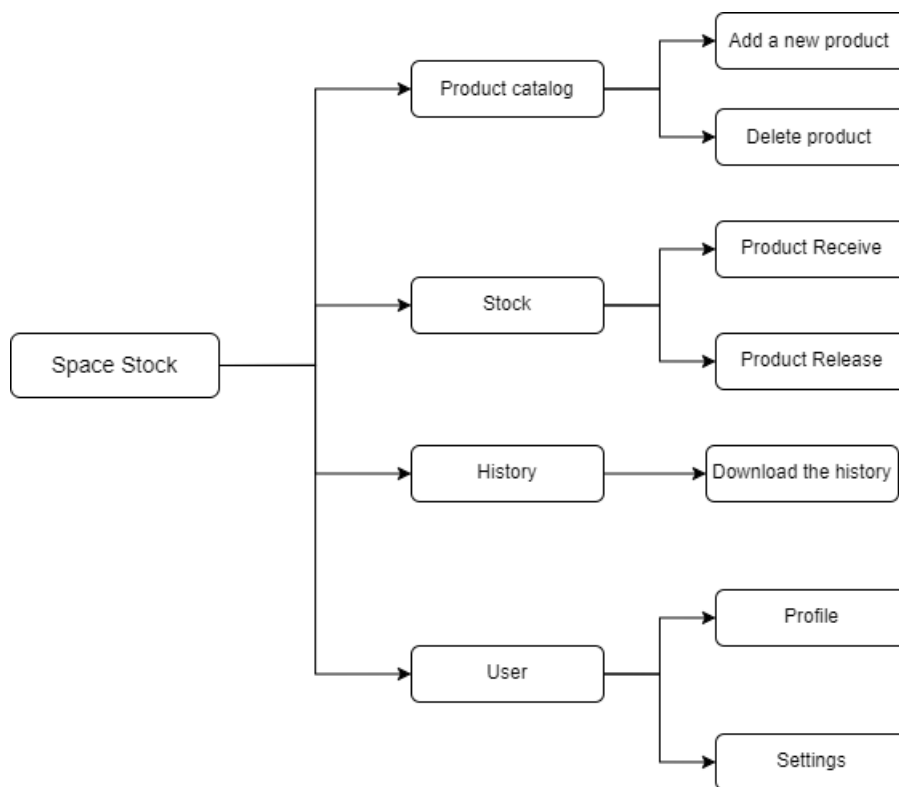 Add a new product
Product catalog
Delete product
Product Receive
Stock
Space Stock
Product Release
History
Download the history
Profile
User
Settings